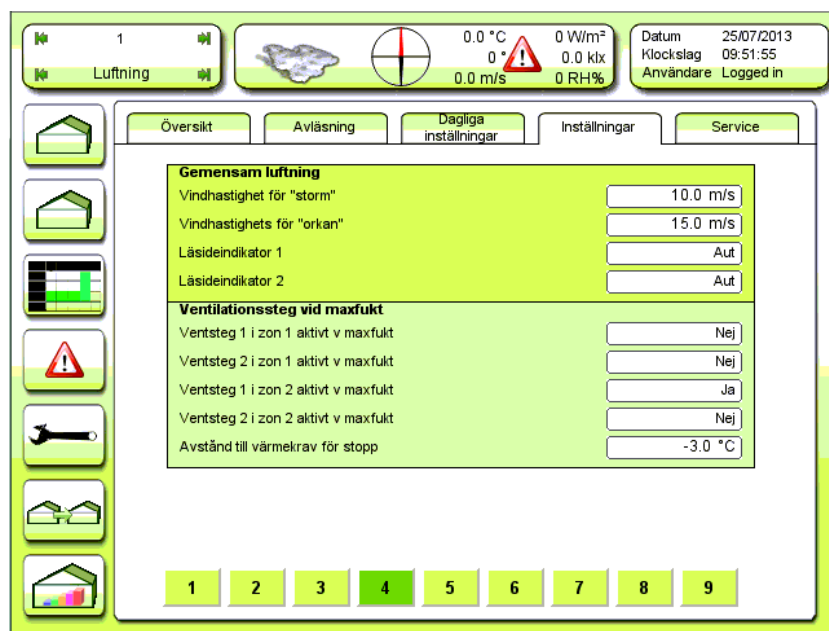 1
Luftning
0.0 °C
0 °
0.0 m/s
0 W/m²
0.0 klx
0 RH%
Datum 25/07/2013
Klockslag 09:51:55
Användare Logged in
Översikt
Avläsning
Dagliga
inställningar
Inställningar
Service
Gemensam luftning
Vindhastighet för "storm" 10.0 m/s
Vindhastighets för "orkan" 15.0 m/s
Läsideindikator 1 Aut
Läsideindikator 2 Aut
Ventilationssteg vid maxfukt
Ventsteg 1 i zon 1 aktivt v maxfukt Nej
Ventsteg 2 i zon 1 aktivt v maxfukt Nej
Ventsteg 1 i zon 2 aktivt v maxfukt Ja
Ventsteg 2 i zon 2 aktivt v maxfukt Nej
Avstånd till värmekrav för stopp -3.0 °C
1 2 3 4 5 6 7 8 9